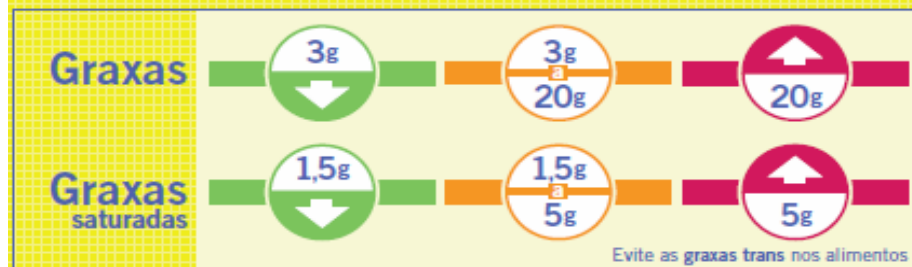 Graxas 3g 3g a 20g 20g
Graxas saturadas 1,5g 1,5g a 5g 5g
Evite as graxas trans nos alimentos